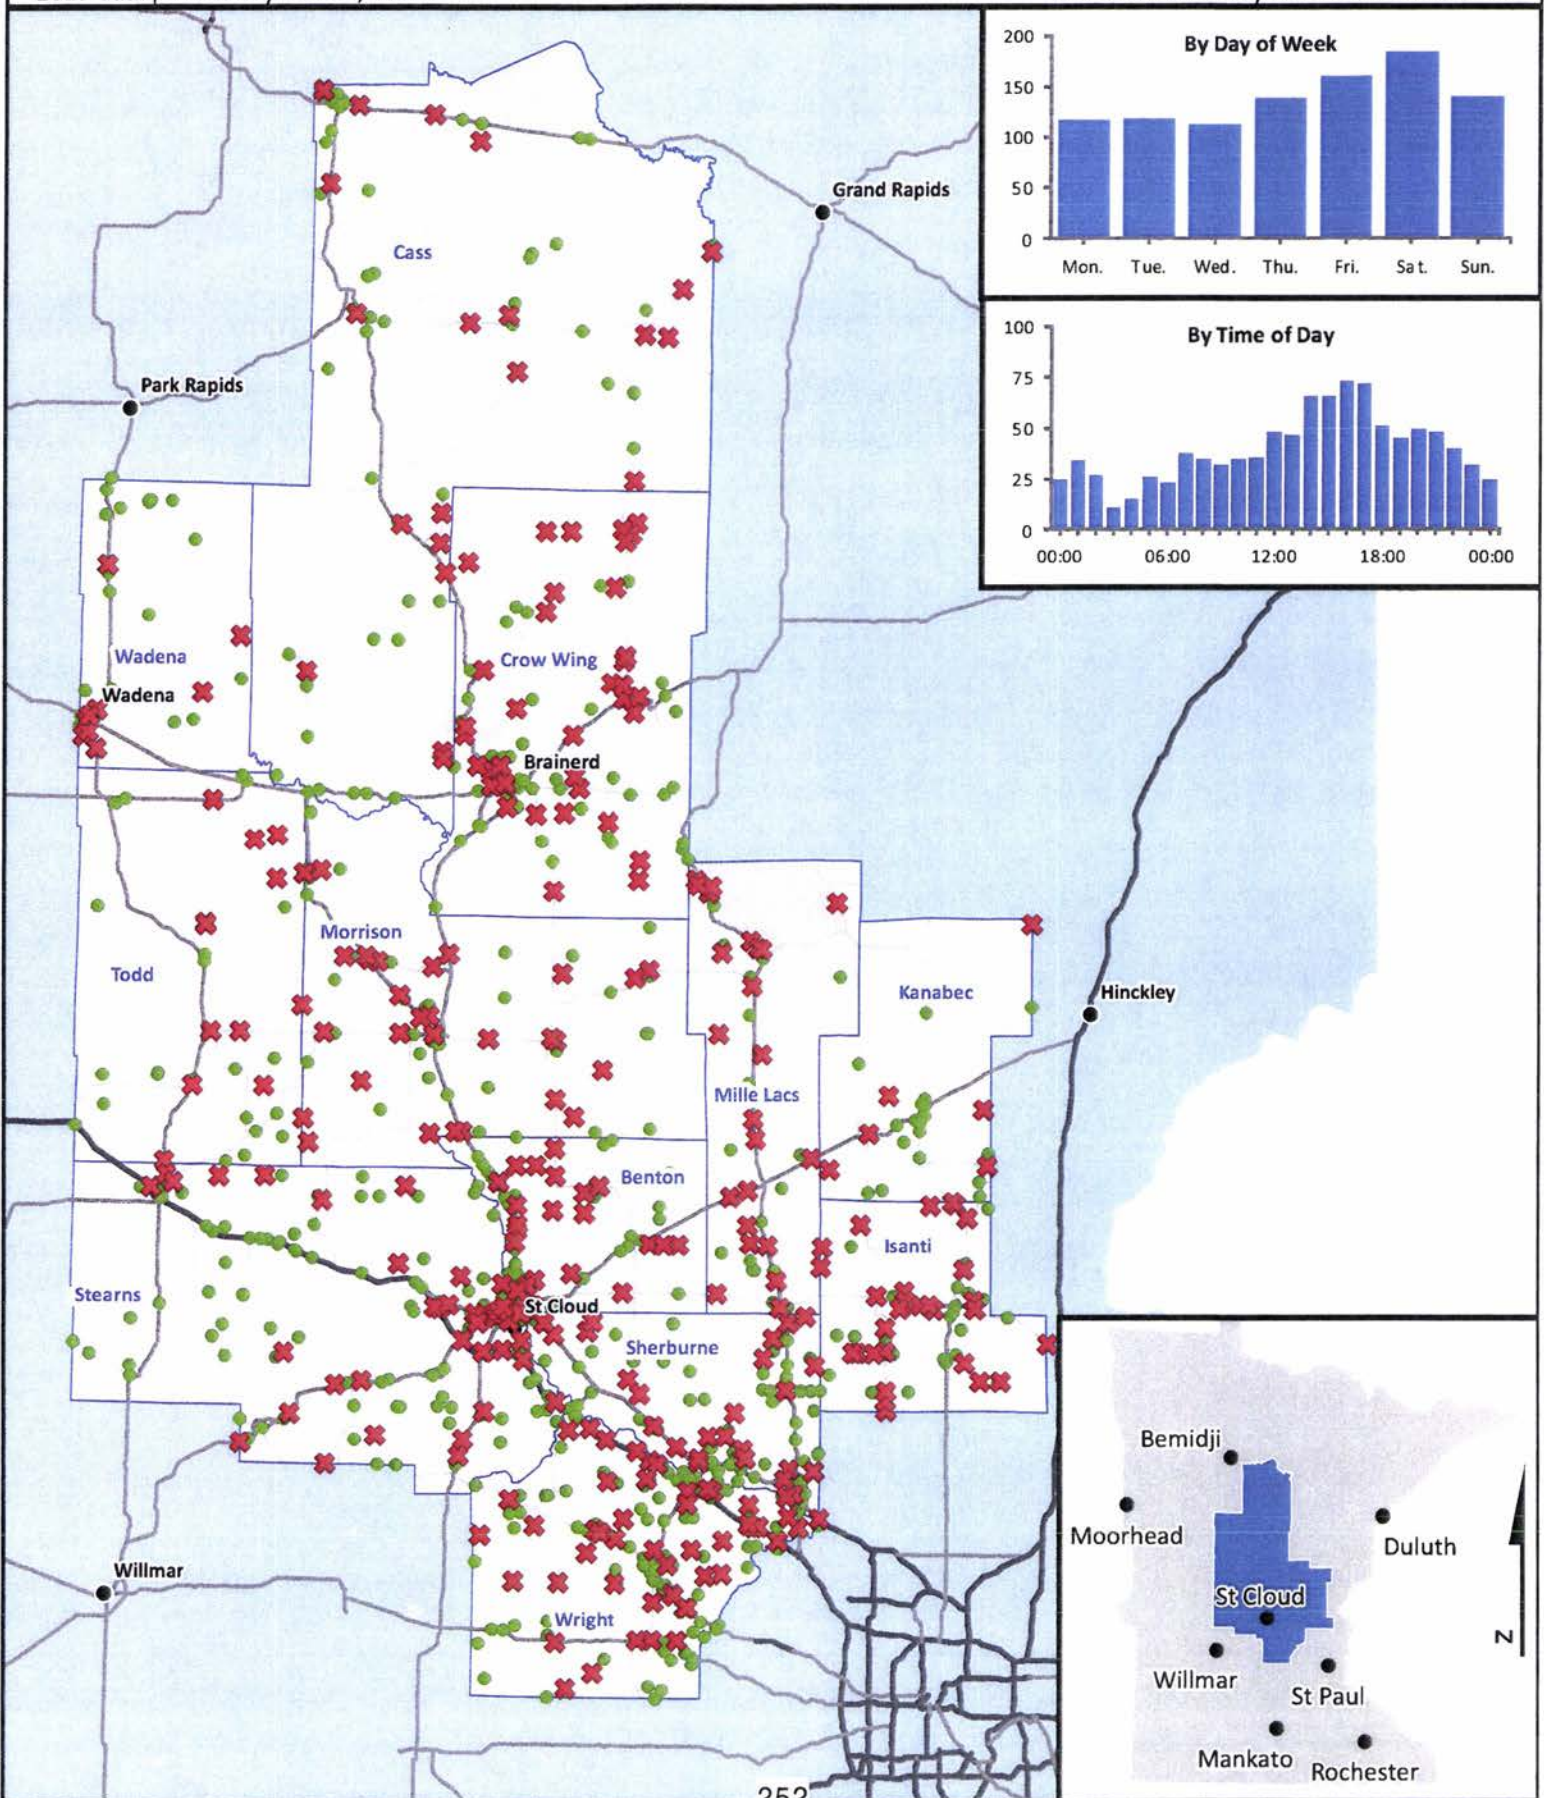 200
By Day of Week
150
100
50
0
Mon. Tue. Wed. Thu. Fri. Sat. Sun.
100
By Time of Day
75
50
25
0
00:00 06:00 12:00 18:00 00:00
Grand Rapids
Cass
Park Rapids
Wadena
Wadena
Crow Wing
Brainerd
Morrison
Todd
Kanabec
Hinckley
Mille Lacs
Benton
Isanti
Stearns
St Cloud
Sherburne
Willmar
Wright
Bemidji
Moorhead
Duluth
St Cloud
Willmar
St Paul
Mankato
Rochester
N